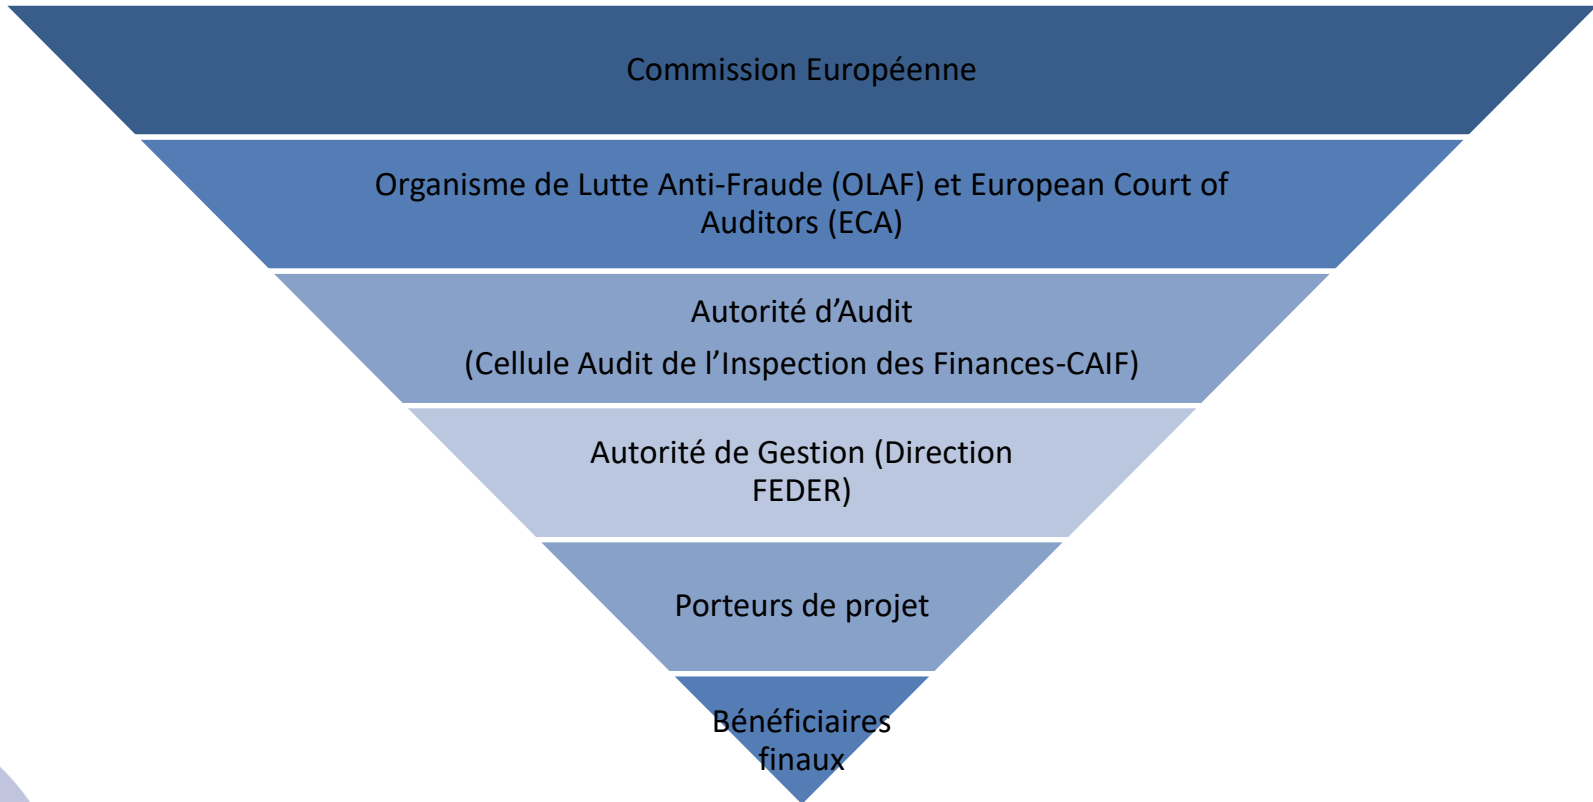 Commission Européenne
Organisme de Lutte Anti-Fraude (OLAF) et European Court of
Auditors (ECA)
Autorité d’Audit
(Cellule Audit de l’Inspection des Finances-CAIF)
Autorité de Gestion (Direction
FEDER)
Porteurs de projet
Bénéficiaires
finaux